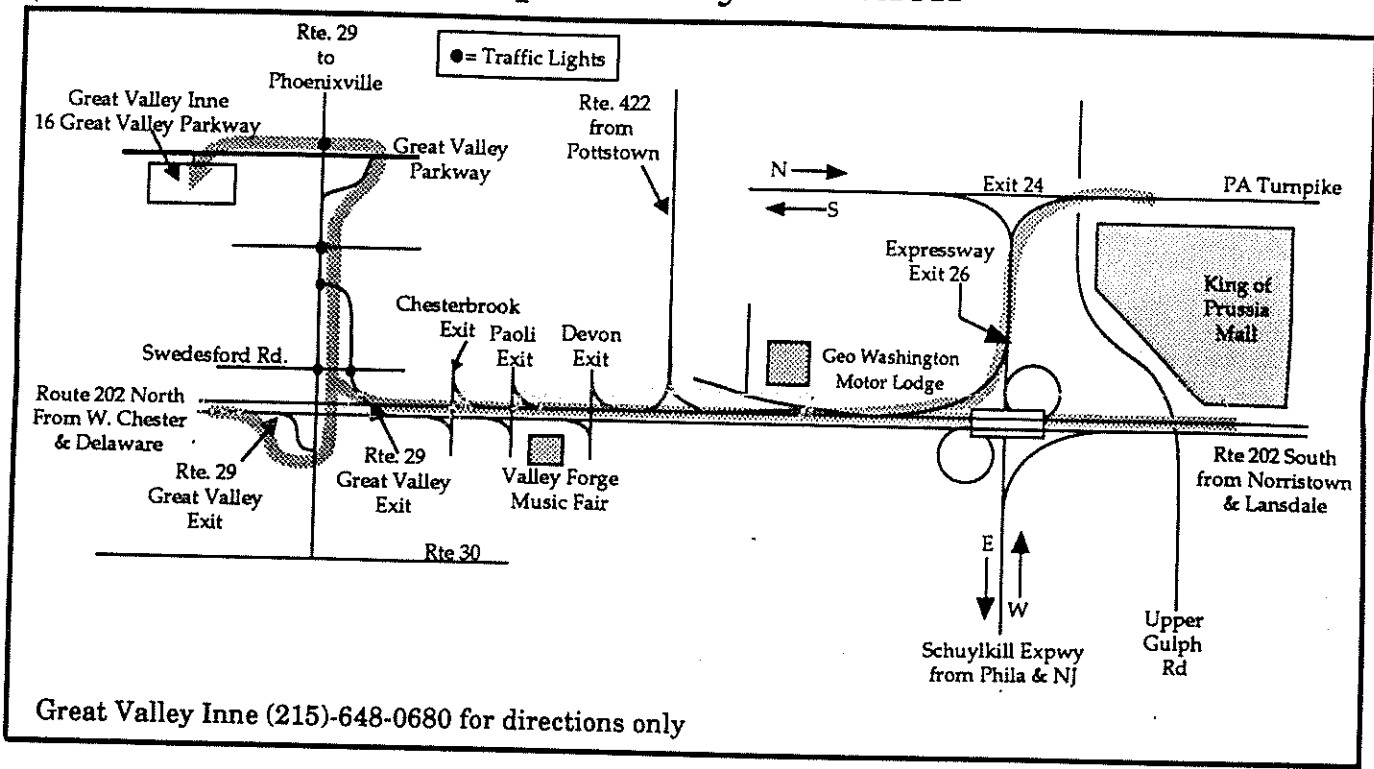 Rte. 29
to
Phoenixville
●= Traffic Lights
Great Valley Inne
16 Great Valley Parkway
Great Valley
Parkway
Rte. 422
from
Pottstown
N
S
Exit 24
PA Turnpike
Expressway
Exit 26
King of
Prussia
Mall
Chesterbrook
Exit
Paoli
Exit
Devon
Exit
Geo Washington
Motor Lodge
Swedesford Rd.
Route 202 North
From W. Chester
& Delaware
Rte. 29
Great Valley
Exit
Rte. 29
Great Valley
Exit
Valley Forge
Music Fair
Rte 202 South
from Norristown
& Lansdale
Rte 30
E
W
Schuylkill Expwy
from Phila & NJ
Upper
Gulph
Rd
Great Valley Inne (215)-648-0680 for directions only